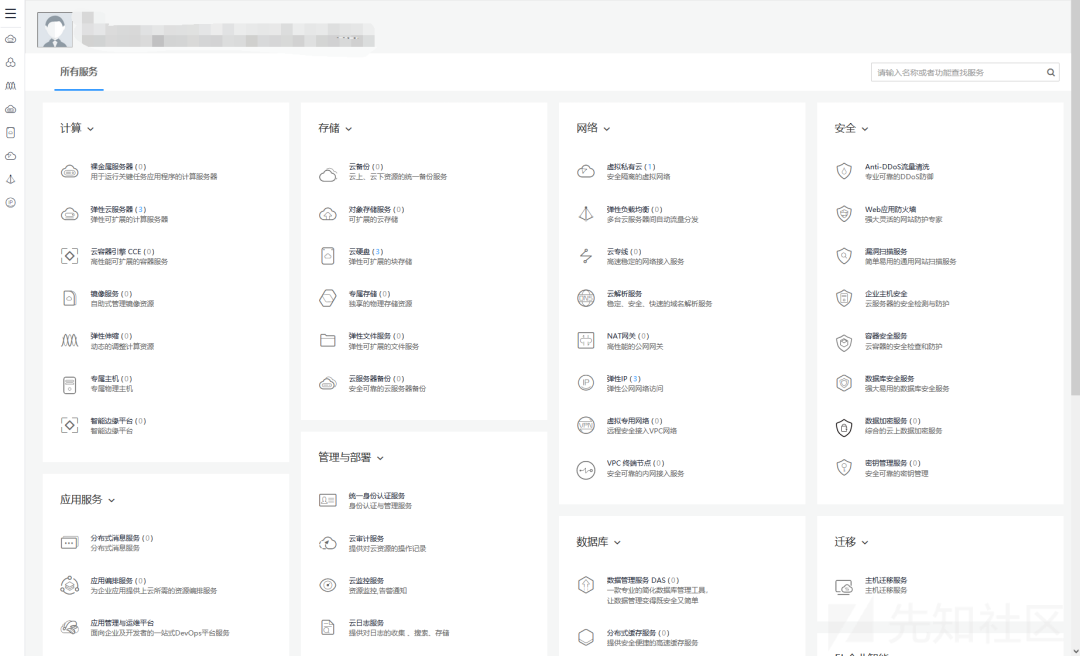 所有服务
请输入名称或者功能查找服务
计算
裸金属服务器 (0)
用于运行关键任务应用程序的计算服务器
弹性云服务器 (3)
弹性可扩展的计算服务器
云容器引擎 CCE (0)
高性能可扩展的容器服务
镜像服务 (0)
自助式管理镜像资源
弹性伸缩 (0)
动态的调整计算资源
专属主机 (0)
专属物理主机
智能边缘平台 (0)
智能边缘平台
应用服务
分布式消息服务 (0)
分布式消息服务
应用编排服务 (0)
为企业应用提供上云所需的资源编排服务
应用管理与运维平台
面向企业及开发者的一站式DevOps平台服务
存储
云备份 (0)
云上、云下资源的统一备份服务
对象存储服务 (0)
可扩展的云存储
云硬盘 (3)
弹性可扩展的块存储
专属存储 (0)
独享的物理存储资源
弹性文件服务 (0)
弹性可扩展的文件服务
云服务器备份 (0)
安全可靠的云服务器备份
管理与部署
统一身份认证服务
身份认证与管理服务
云审计服务
提供对云资源的操作记录
云监控服务
资源监控,告警通知
云日志服务
提供对日志的收集 、搜索、存储
网络
虚拟私有云 (1)
安全隔离的虚拟网络
弹性负载均衡 (0)
多台云服务器间自动流量分发
云专线 (0)
高速稳定的网络接入服务
云解析服务
稳定、安全、快速的域名解析服务
NAT网关 (0)
高性能的公网网关
弹性IP (3)
弹性公网网络访问
虚拟专用网络 (0)
远程安全接入VPC网络
VPC 终端节点 (0)
安全可靠的内网接入服务
数据库
数据管理服务 DAS (0)
一款专业的简化数据库管理工具,
让数据管理变得既安全又简单
分布式缓存服务 (0)
提供安全便捷的高速缓存服务
安全
Anti-DDoS流量清洗
专业可靠的DDoS防御
Web应用防火墙
强大灵活的网站防护专家
漏洞扫描服务
简单易用的通用网站扫描服务
企业主机安全
云服务器的安全检测与防护
容器安全服务
云容器的安全检查和防护
数据库安全服务
强大易用的数据库安全服务
数据加密服务 (0)
综合的云上数据加密服务
密钥管理服务 (0)
安全可靠的密钥管理
迁移
主机迁移服务
主机迁移服务
先知社区